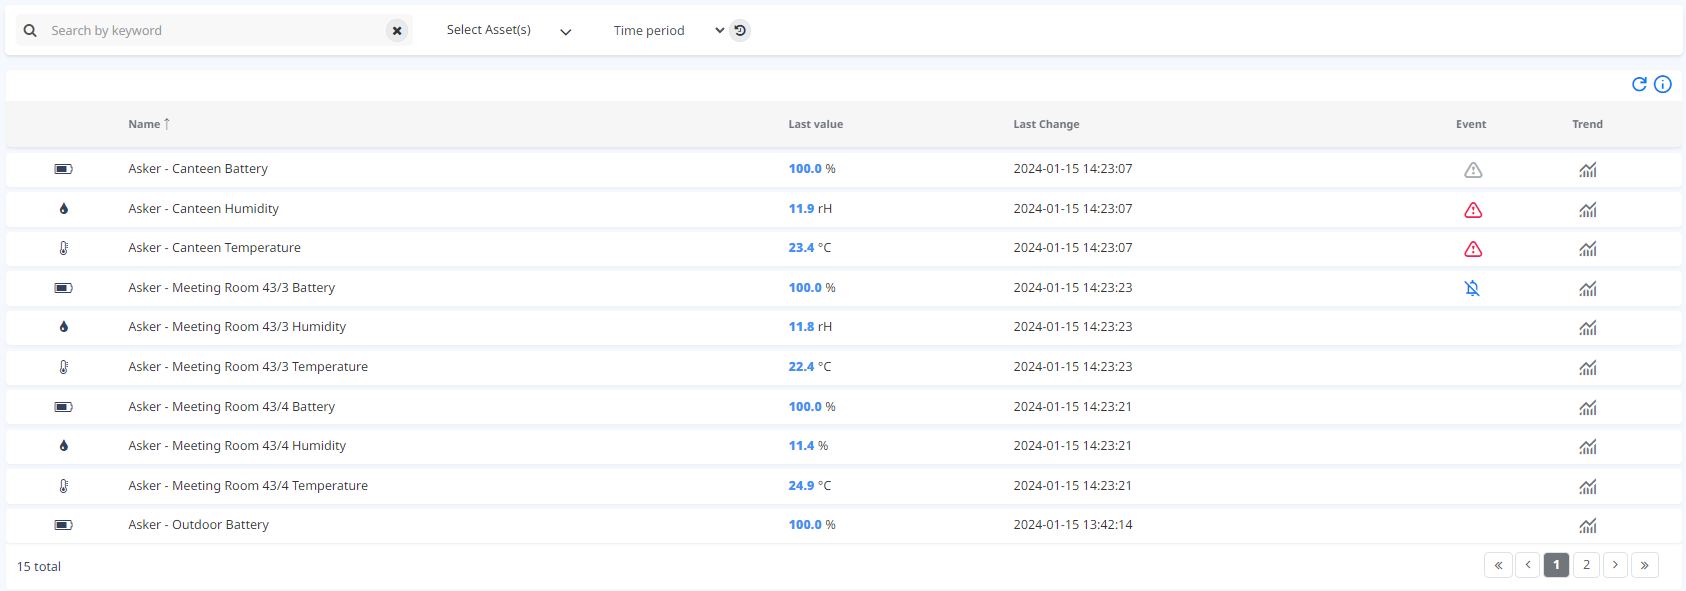 Search by keyword Select Asset(s) Time period
Name ↑ Last value Last Change Event Trend
Asker - Canteen Battery 100.0 % 2024-01-15 14:23:07
Asker - Canteen Humidity 11.9 rH 2024-01-15 14:23:07
Asker - Canteen Temperature 23.4 °C 2024-01-15 14:23:07
Asker - Meeting Room 43/3 Battery 100.0 % 2024-01-15 14:23:23
Asker - Meeting Room 43/3 Humidity 11.8 rH 2024-01-15 14:23:23
Asker - Meeting Room 43/3 Temperature 22.4 °C 2024-01-15 14:23:23
Asker - Meeting Room 43/4 Battery 100.0 % 2024-01-15 14:23:21
Asker - Meeting Room 43/4 Humidity 11.4 % 2024-01-15 14:23:21
Asker - Meeting Room 43/4 Temperature 24.9 °C 2024-01-15 14:23:21
Asker - Outdoor Battery 100.0 % 2024-01-15 13:42:14
15 total « ‹ 1 2 › »